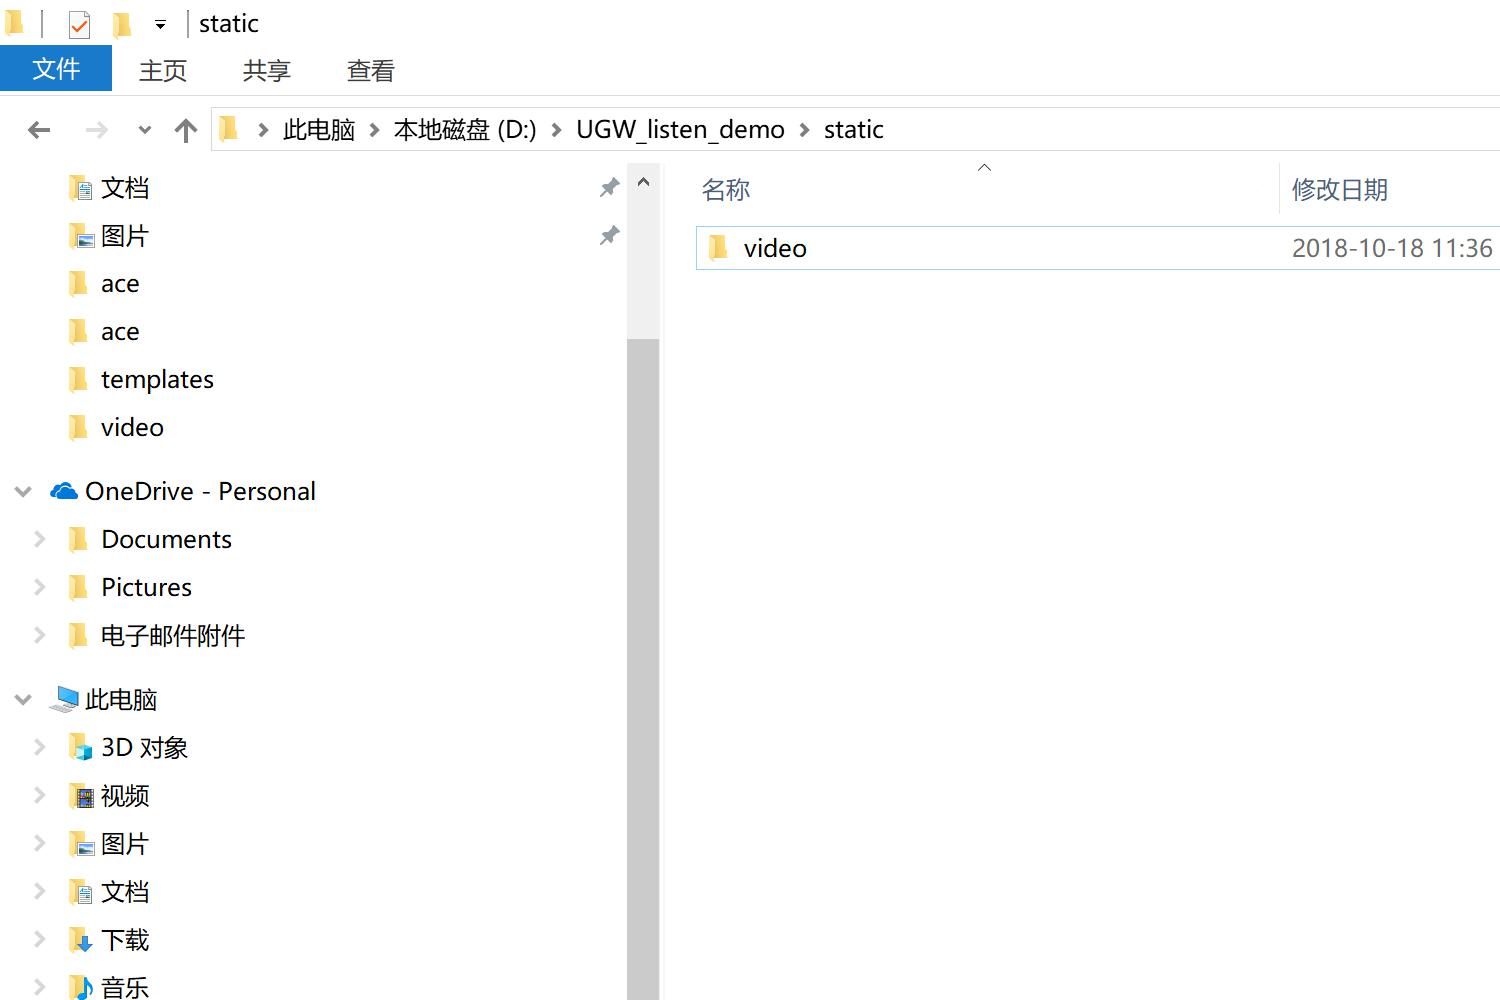 static
文件 主页 共享 查看
此电脑 本地磁盘 (D:) UGW_listen_demo static
文档
图片
ace
ace
templates
video
OneDrive - Personal
Documents
Pictures
电子邮件附件
此电脑
3D 对象
视频
图片
文档
下载
音乐
名称 修改日期
video 2018-10-18 11:36